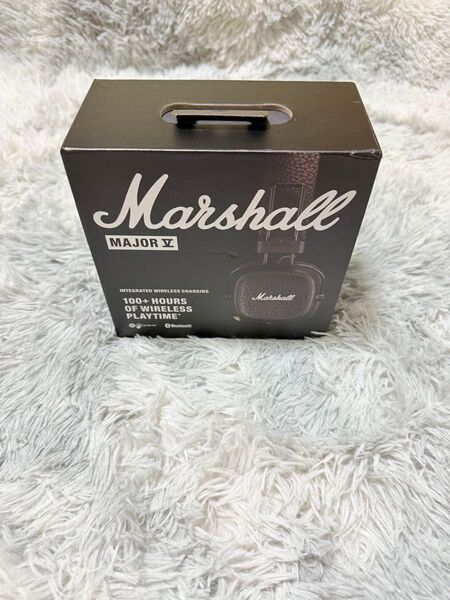 Marshall
MAJOR V
Marshall
INTEGRATED WIRELESS CHARGING
100+ HOURS
OF WIRELESS
PLAYTIME*
Bluetooth